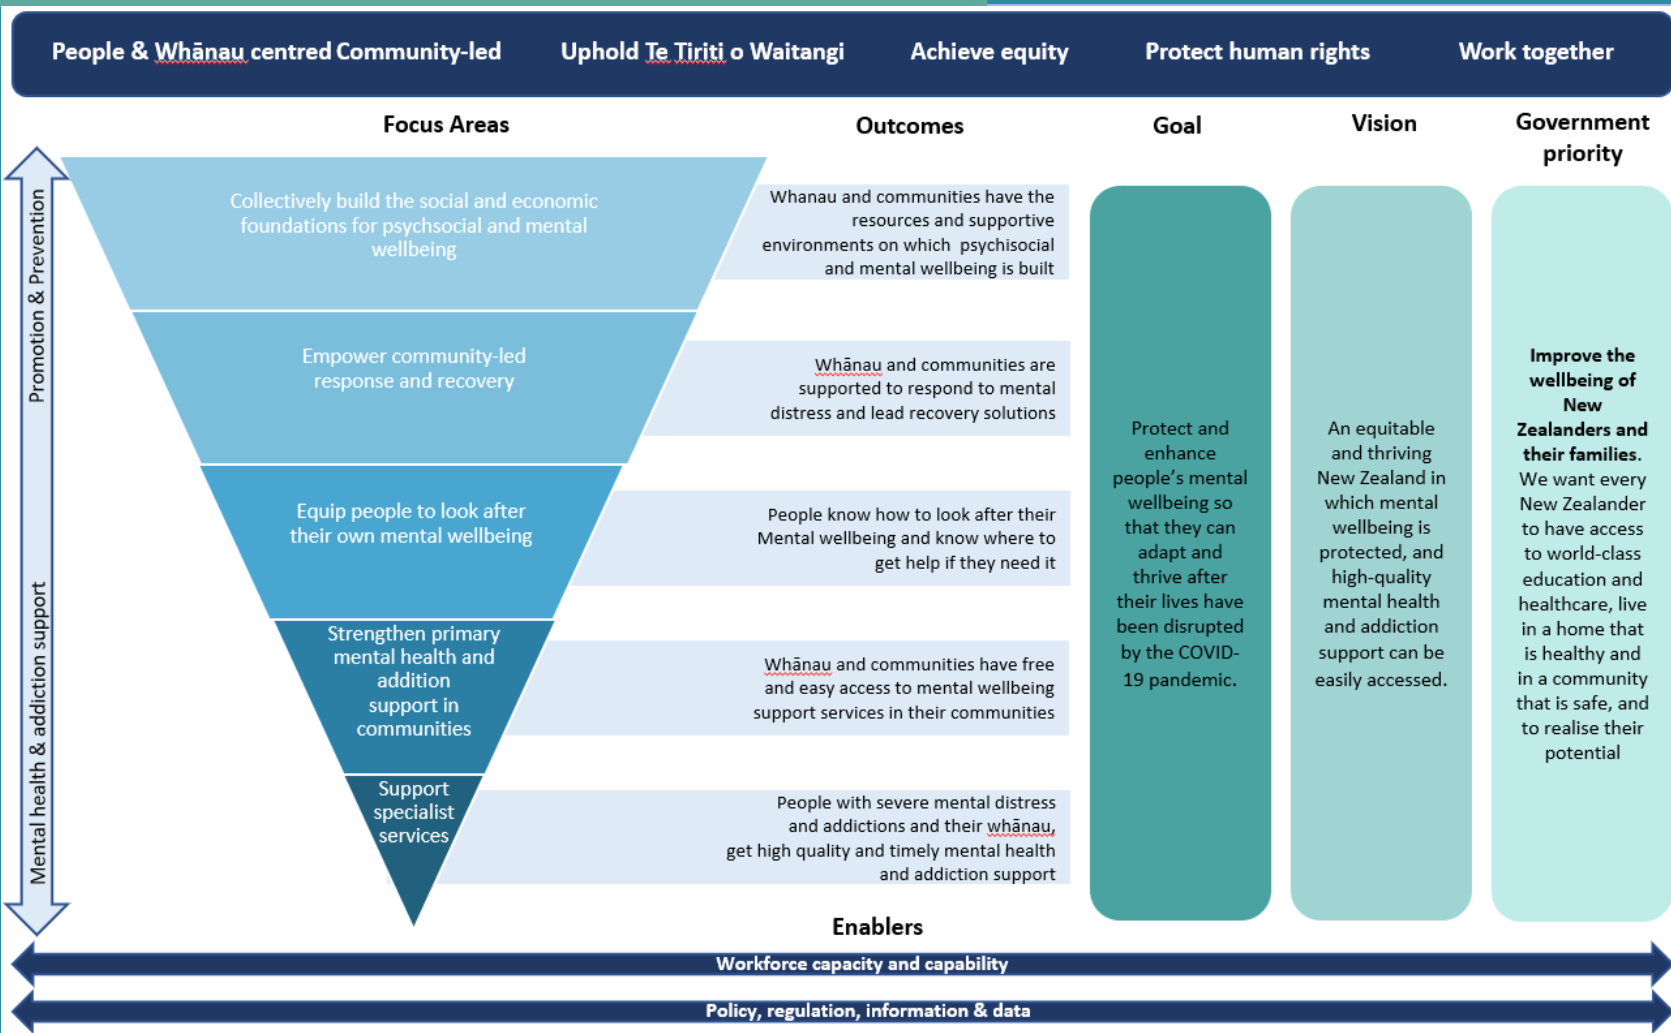 People & Whānau centred Community-led
Uphold Te Tiriti o Waitangi
Achieve equity
Protect human rights
Work together
Focus Areas
Outcomes
Goal
Vision
Government
priority
Promotion & Prevention
Mental health & addiction support
Collectively build the social and economic
foundations for psychsocial and mental
wellbeing
Whanau and communities have the
resources and supportive
environments on which psychisocial
and mental wellbeing is built
Empower community-led
response and recovery
Whānau and communities are
supported to respond to mental
distress and lead recovery solutions
Equip people to look after
their own mental wellbeing
People know how to look after their
Mental wellbeing and know where to
get help if they need it
Strengthen primary
mental health and
addition
support in
communities
Whānau and communities have free
and easy access to mental wellbeing
support services in their communities
Support
specialist
services
People with severe mental distress
and addictions and their whānau,
get high quality and timely mental health
and addiction support
Protect and
enhance
people's mental
wellbeing so
that they can
adapt and
thrive after
their lives have
been disrupted
by the COVID-
19 pandemic.
An equitable
and thriving
New Zealand in
which mental
wellbeing is
protected, and
high-quality
mental health
and addiction
support can be
easily accessed.
Improve the
wellbeing of
New
Zealanders and
their families.
We want every
New Zealander
to have access
to world-class
education and
healthcare, live
in a home that
is healthy and
in a community
that is safe, and
to realise their
potential
Enablers
Workforce capacity and capability
Policy, regulation, information & data